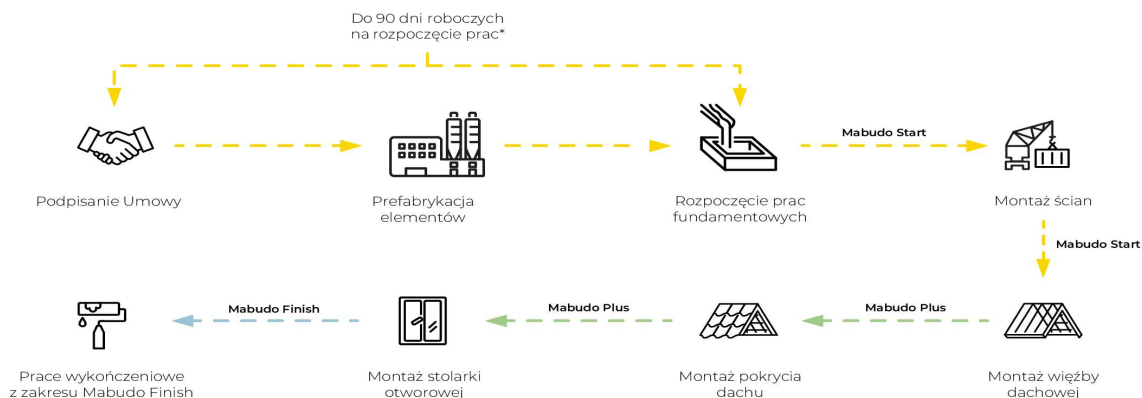 Do 90 dni roboczych
na rozpoczęcie prac*
Mabudo Start
Podpisanie Umowy
Prefabrykacja
elementów
Rozpoczęcie prac
fundamentowych
Montaż ścian
Mabudo Start
Mabudo Plus
Mabudo Plus
Mabudo Finish
Montaż więźby
dachowej
Montaż pokrycia
dachu
Montaż stolarki
otworowej
Prace wykończeniowe
z zakresu Mabudo Finish